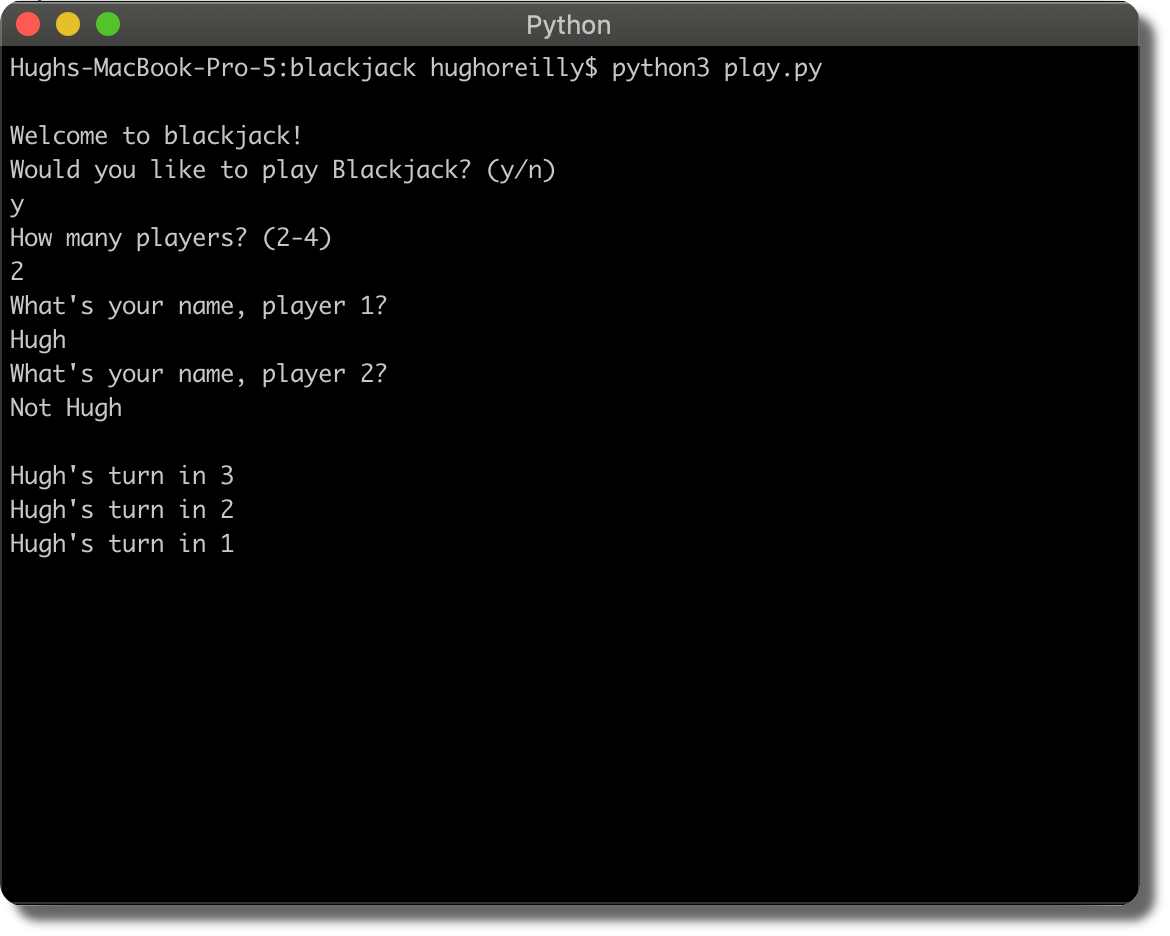 Python
Hughs-MacBook-Pro-5:blackjack hughoreilly$ python3 play.py
Welcome to blackjack!
Would you like to play Blackjack? (y/n)
y
How many players? (2-4)
2
What's your name, player 1?
Hugh
What's your name, player 2?
Not Hugh
Hugh's turn in 3
Hugh's turn in 2
Hugh's turn in 1